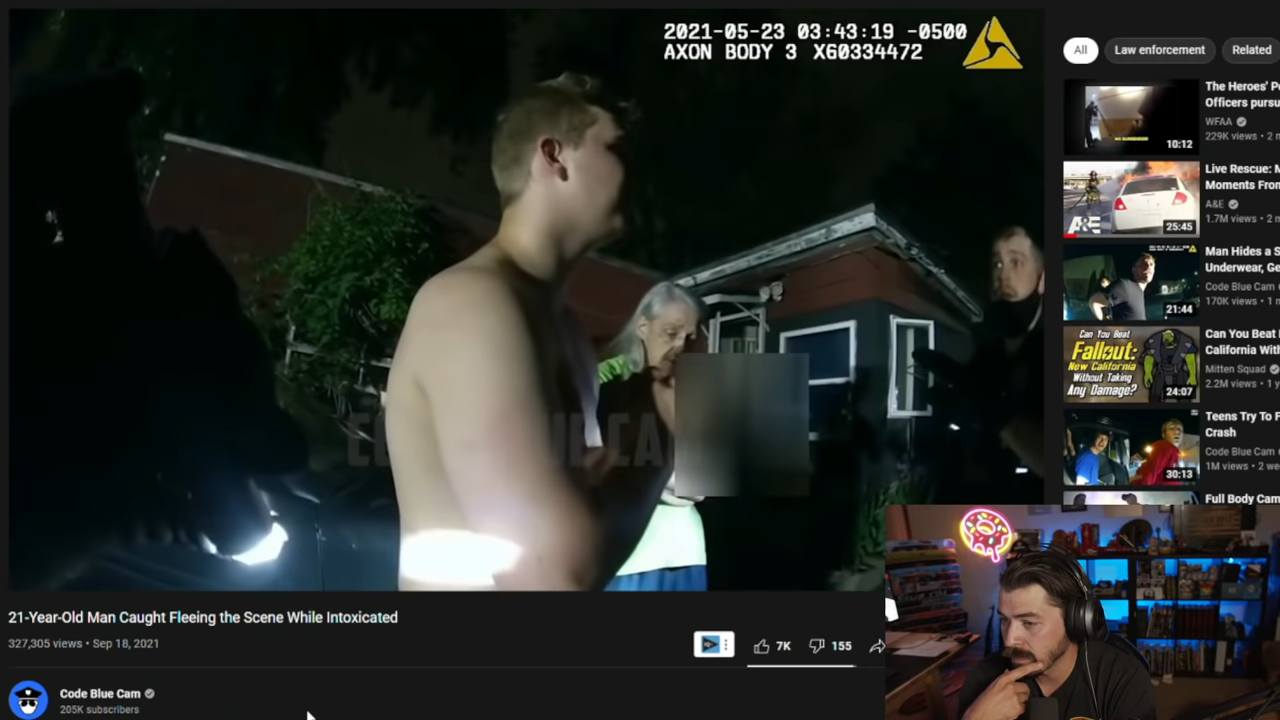 2021-05-23 03:43:19 -0500
AXON BODY 3 X60334472
21-Year-Old Man Caught Fleeing the Scene While Intoxicated
327,305 views • Sep 18, 2021
7K
155
Code Blue Cam
205K subscribers
All
Law enforcement
Related
The Heroes' P
Officers pursu
WFAA
229K views • 2
10:12
Live Rescue: M
Moments From
A&E
1.7M views • 2
A&E
25:45
Man Hides a S
Underwear, Ge
Code Blue Cam
170K views • 1
21:44
Can You Beat
California With
Mitten Squad
2.2M views • 1
Can You Beat
Fallout:
New California
Without Taking
Any Damage?
24:07
Teens Try To F
Crash
Code Blue Cam
1M views • 2 we
30:13
Full Body Cam